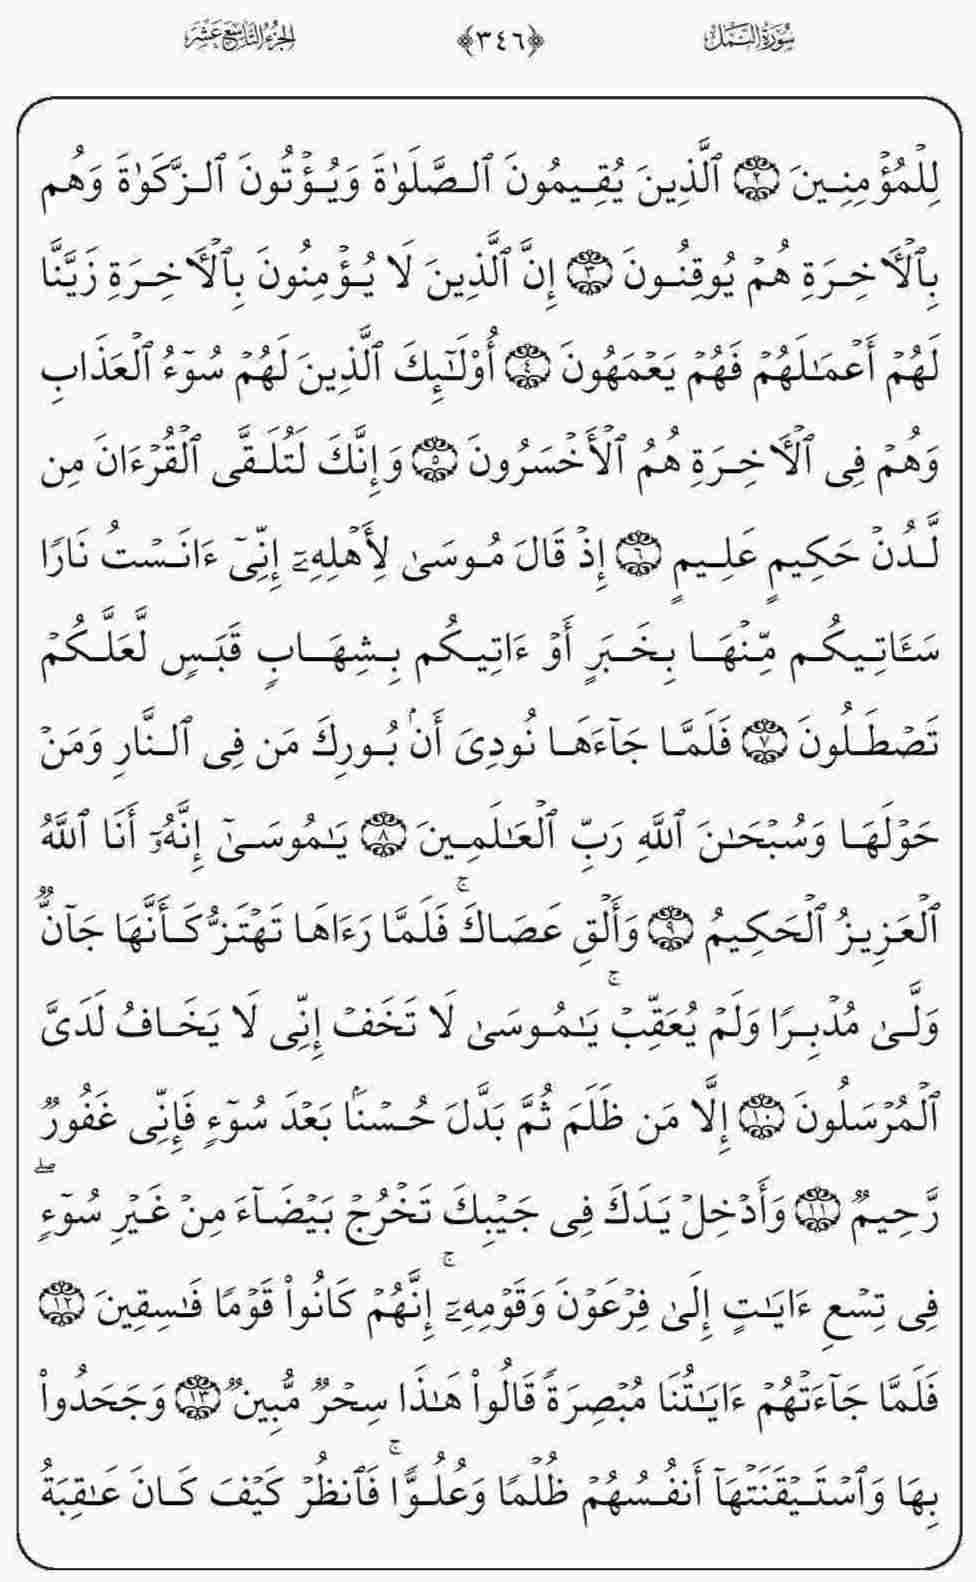 سُورَةُ النَّمْلِ ﴿٣٤٦﴾ الجُزْءُ التَّاسِعَ عَشَرَ
لِلْمُؤْمِنِينَ ٢ ٱلَّذِينَ يُقِيمُونَ ٱلصَّلَوٰةَ وَيُؤْتُونَ ٱلزَّكَوٰةَ وَهُم
بِٱلْأَخِرَةِ هُمْ يُوقِنُونَ ٣ إِنَّ ٱلَّذِينَ لَا يُؤْمِنُونَ بِٱلْأَخِرَةِ زَيَّنَّا
لَهُمْ أَعْمَـٰلَهُمْ فَهُمْ يَعْمَهُونَ ٤ أُوْلَـٰٓئِكَ ٱلَّذِينَ لَهُمْ سُوٓءُ ٱلْعَذَابِ
وَهُمْ فِى ٱلْأَخِرَةِ هُمُ ٱلْأَخْسَرُونَ ٥ وَإِنَّكَ لَتُلَقَّى ٱلْقُرْءَانَ مِن
لَّدُنْ حَكِيمٍ عَلِيمٍ ٦ إِذْ قَالَ مُوسَىٰ لِأَهْلِهِۦٓ إِنِّىٓ ءَانَسْتُ نَارًا
سَـَٔاتِيكُم مِّنْهَا بِخَبَرٍ أَوْ ءَاتِيكُم بِشِهَابٍ قَبَسٍ لَّعَلَّكُمْ
تَصْطَلُونَ ٧ فَلَمَّا جَآءَهَا نُودِىَ أَنۢ بُورِكَ مَن فِى ٱلنَّارِ وَمَنْ
حَوْلَهَا وَسُبْحَـٰنَ ٱللَّهِ رَبِّ ٱلْعَـٰلَمِينَ ٨ يَـٰمُوسَىٰٓ إِنَّهُۥٓ أَنَا ٱللَّهُ
ٱلْعَزِيزُ ٱلْحَكِيمُ ٩ وَأَلْقِ عَصَاكَ ۚ فَلَمَّا رَءَاهَا تَهْتَزُّ كَأَنَّهَا جَآنٌّ
وَلَّىٰ مُدْبِرًا وَلَمْ يُعَقِّبْ ۚ يَـٰمُوسَىٰ لَا تَخَفْ إِنِّى لَا يَخَافُ لَدَىَّ
ٱلْمُرْسَلُونَ ١٠ إِلَّا مَن ظَلَمَ ثُمَّ بَدَّلَ حُسْنًۢا بَعْدَ سُوٓءٍ فَإِنِّى غَفُورٌ
رَّحِيمٌ ١١ وَأَدْخِلْ يَدَكَ فِى جَيْبِكَ تَخْرُجْ بَيْضَآءَ مِنْ غَيْرِ سُوٓءٍ ۖ
فِى تِسْعِ ءَايَـٰتٍ إِلَىٰ فِرْعَوْنَ وَقَوْمِهِۦٓ ۚ إِنَّهُمْ كَانُوا۟ قَوْمًا فَـٰسِقِينَ ١٢
فَلَمَّا جَآءَتْهُمْ ءَايَـٰتُنَا مُبْصِرَةً قَالُوا۟ هَـٰذَا سِحْرٌ مُّبِينٌ ١٣ وَجَحَدُوا۟
بِهَا وَٱسْتَيْقَنَتْهَآ أَنفُسُهُمْ ظُلْمًا وَعُلُوًّا ۚ فَٱنظُرْ كَيْفَ كَانَ عَـٰقِبَةُ